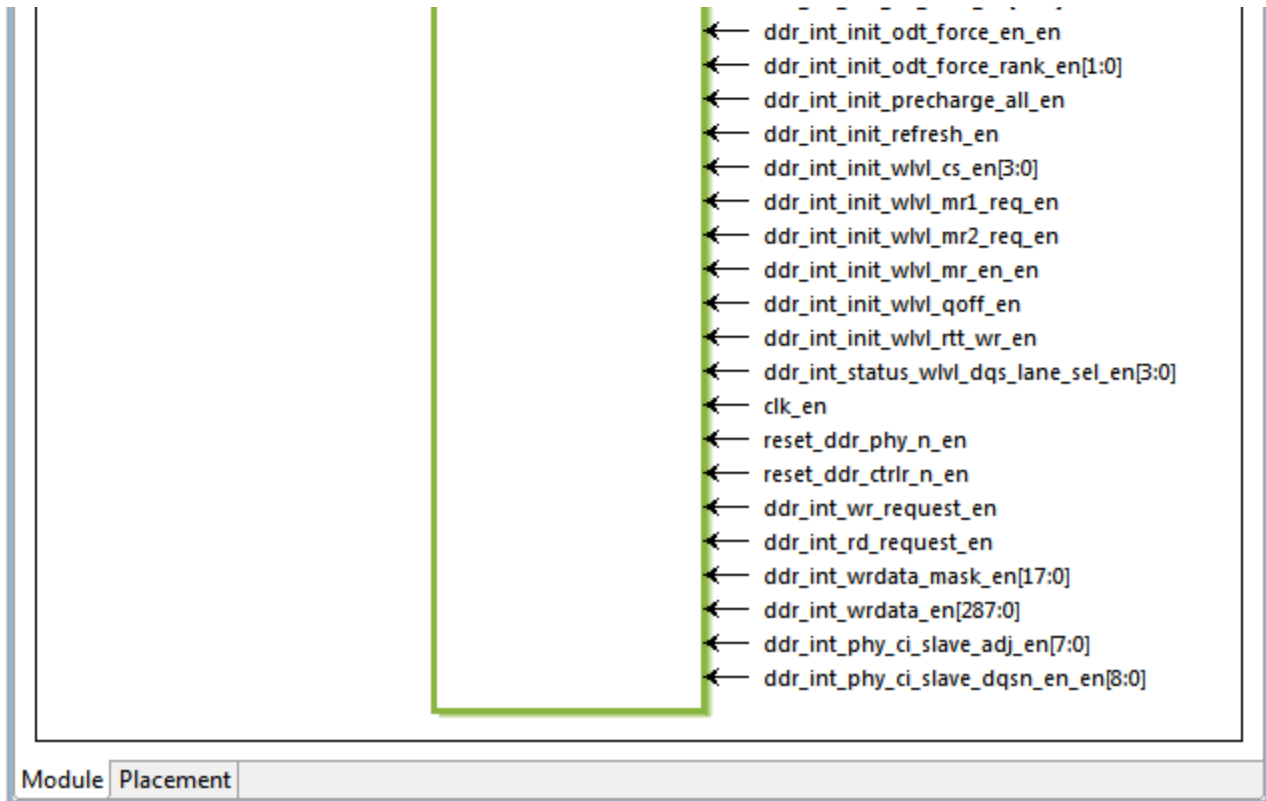 ddr_int_init_odt_force_en_en
ddr_int_init_odt_force_rank_en[1:0]
ddr_int_init_precharge_all_en
ddr_int_init_refresh_en
ddr_int_init_wlvl_cs_en[3:0]
ddr_int_init_wlvl_mr1_req_en
ddr_int_init_wlvl_mr2_req_en
ddr_int_init_wlvl_mr_en_en
ddr_int_init_wlvl_qoff_en
ddr_int_init_wlvl_rtt_wr_en
ddr_int_status_wlvl_dqs_lane_sel_en[3:0]
clk_en
reset_ddr_phy_n_en
reset_ddr_ctrlr_n_en
ddr_int_wr_request_en
ddr_int_rd_request_en
ddr_int_wrdata_mask_en[17:0]
ddr_int_wrdata_en[287:0]
ddr_int_phy_ci_slave_adj_en[7:0]
ddr_int_phy_ci_slave_dqsn_en_en[8:0]
Module Placement